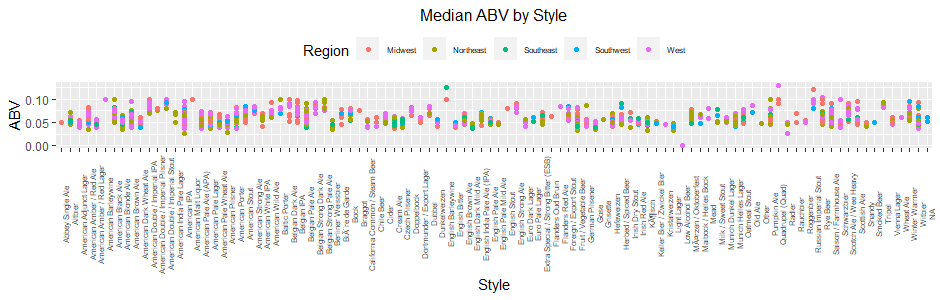 Median ABV by Style
Region
Midwest
Northeast
Southeast
Southwest
West
ABV
0.10
0.05
0.00
Abbey Single Ale
Altbier
American Adjunct Lager
American Amber / Red Ale
American Amber / Red Lager
American Barleywine
American Black Ale
American Blonde Ale
American Brown Ale
American Dark Wheat Ale
American Double / Imperial IPA
American Double / Imperial Pilsner
American Double / Imperial Stout
American India Pale Lager
American IPA
American Malt Liquor
American Pale Ale (APA)
American Pale Lager
American Pale Wheat Ale
American Pilsner
American Porter
American Stout
American Strong Ale
American White IPA
American Wild Ale
Baltic Porter
Belgian Dark Ale
Belgian IPA
Belgian Pale Ale
Belgian Strong Dark Ale
Belgian Strong Pale Ale
Berliner Weissbier
Bock
California Common / Steam Beer
Chile Beer
Cider
Cream Ale
Czech Pilsener
Doppelbock
Dortmunder / Export Lager
Dubbel
Dunkelweizen
English Barleywine
English Bitter
English Brown Ale
English Dark Mild Ale
English India Pale Ale (IPA)
English Pale Ale
English Pale Mild Ale
English Stout
English Strong Ale
Euro Dark Lager
Euro Pale Lager
Extra Special / Strong Bitter (ESB)
Flanders Oud Bruin
Flanders Red Ale
Foreign / Export Stout
Fruit / Vegetable Beer
German Pilsener
Gose
Grisette
Hefeweizen
Herbed / Spiced Beer
Irish Dry Stout
Irish Red Ale
Keller Bier / Zwickel Bier
Kristalweizen
Light Lager
Low Alcohol Beer
Maibock / Helles Bock
Mead
Milk / Sweet Stout
Munich Dunkel Lager
Munich Helles Lager
Oatmeal Stout
Old Ale
Other
Pumpkin Ale
Quadrupel (Quad)
Radler
Rauchbier
Roggenbier
Russian Imperial Stout
Rye Beer
Saison / Farmhouse Ale
Schwarzbier
Scotch Ale / Wee Heavy
Scottish Ale
Shandy
Smoked Beer
Tripel
Vienna Lager
Wheat Ale
Winter Warmer
Witbier
N/A
Style